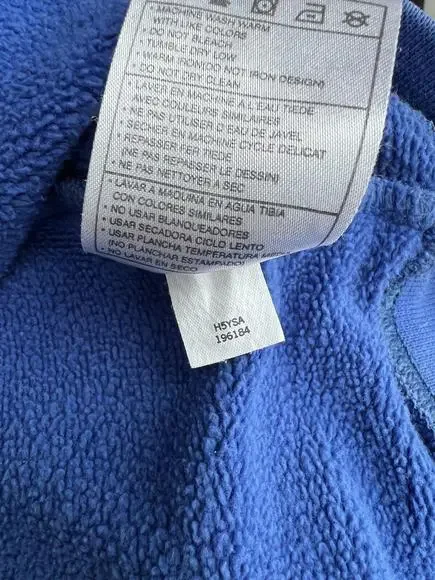 • MACHINE WASH WARM
WITH LIKE COLORS
• DO NOT BLEACH
• TUMBLE DRY LOW
• WARM IRON(DO NOT IRON DESIGN)
• DO NOT DRY CLEAN
• LAVER EN MACHINE A L'EAU TIEDE
AVEC COULEURS SIMILAIRES
• NE PAS UTILISER D'EAU DE JAVEL
• SECHER EN MACHINE CYCLE DELICAT
• REPASSER FER TIEDE
(NE PAS REPASSER LE DESSIN)
• NE PAS NETTOYER A SEC
• LAVAR A MAQUINA EN AGUA TIBIA
CON COLORES SIMILARES
• NO USAR BLANQUEADORES
• USAR SECADORA CICLO LENTO
• USAR PLANCHA TEMPERATURA
(NO PLANCHAR ESTAMPADO)
NO LAVAR EN SECO
H5YSA
196184